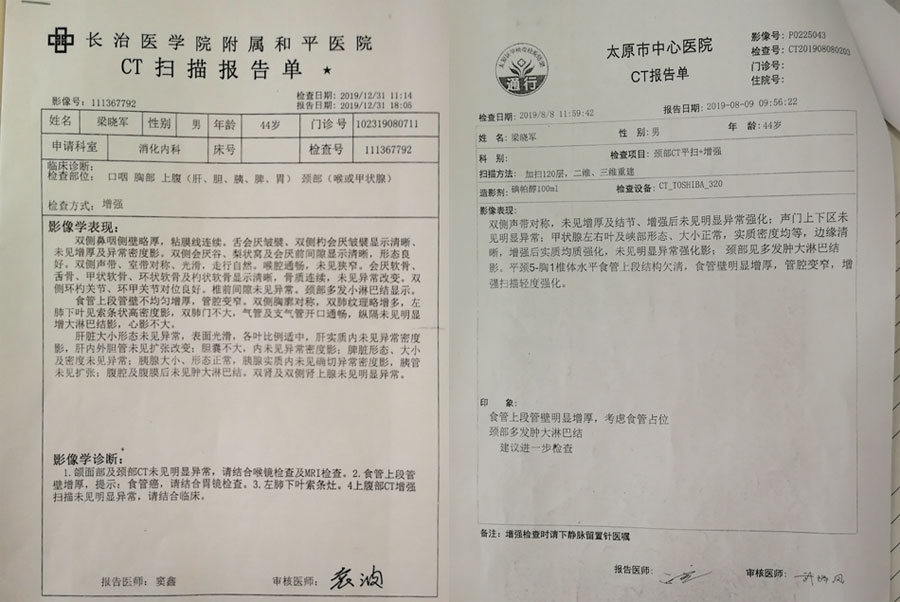 长治医学院附属和平医院
CT 扫描报告单 ★
影像号: 111367792
检查日期: 2019/12/31 11:14
报告日期: 2019/12/31 18:05
姓名 梁晓军 性别 男 年龄 44岁 门诊号 102319080711
申请科室 消化内科 床号 检查号 111367792
临床诊断:
检查部位: 口咽 胸部 上腹（肝、胆、胰、脾、胃） 颈部（喉或甲状腺）
检查方式: 增强
影像学表现:
双侧鼻咽侧壁略厚，粘膜线连续、舌会厌皱襞、双侧杓会厌皱襞显示清晰、
未见增厚及异常密度影。双侧会厌谷、梨状窝及会厌前间隙显示清晰，形态良
好。双侧声带、室带对称、光滑，走行自然。喉腔通畅，未见狭窄。会厌软骨、
舌骨、甲状软骨、环状软骨及杓状软骨显示清晰，骨质连续，未见异常改变。双
侧环杓关节、环甲关节对位良好。椎前间隙未见异常。颈部多发小淋巴结显示。
食管上段管壁不均匀增厚，管腔变窄。双侧胸廓对称，双肺纹理略增多，左
肺下叶见索条状高密度影，双肺门不大，气管及支气管开口通畅，纵隔未见明显
增大淋巴结影，心影不大。
肝脏大小形态未见异常，表面光滑，各叶比例适中，肝实质内未见异常密度
影，肝内外胆管未见扩张改变；胆囊不大，内未见异常密度影；脾脏形态、大小
及密度未见异常；胰腺大小、形态正常，胰腺实质内未见确切异常密度影，胰管
未见扩张；腹腔及腹膜后未见肿大淋巴结。双肾及双侧肾上腺未见明显异常。
影像学诊断:
1.颌面部及颈部CT未见明显异常，请结合喉镜检查及MRI检查。2.食管上段管
壁增厚，提示：食管癌，请结合胃镜检查。3.左肺下叶索条灶。4上腹部CT增强
扫描未见明显异常，请结合临床。
报告医师: 窦鑫
审核医师:
通行
太原市中心医院
CT报告单
影像号: P0225043
检查号: CT201908080203
门诊号:
住院号:
检查日期: 2019/8/8 11:59:42
报告日期: 2019-08-09 09:56:22
姓名: 梁晓军 性别: 男 年龄: 44岁
科别: 检查项目: 颈部CT平扫+增强
扫描方法: 加扫120层，二维、三维重建
造影剂: 碘帕醇100ml 检查设备: CT_TOSHIBA_320
影像表现:
双侧声带对称，未见增厚及结节、增强后未见明显异常强化；声门上下区未
见明显异常；甲状腺左右叶及峡部形态、大小正常，实质密度均等，边缘清
晰，增强后实质均质强化，未见明显异常强化影； 颈部见多发肿大淋巴结
影。平颈5-胸1椎体水平食管上段结构欠清，食管壁明显增厚，管腔变窄，增
强扫描轻度强化。
印 象:
食管上段管壁明显增厚，考虑食管占位
颈部多发肿大淋巴结
建议进一步检查
备注: 增强检查时请下静脉留置针医嘱
报告医师:
审核医师: